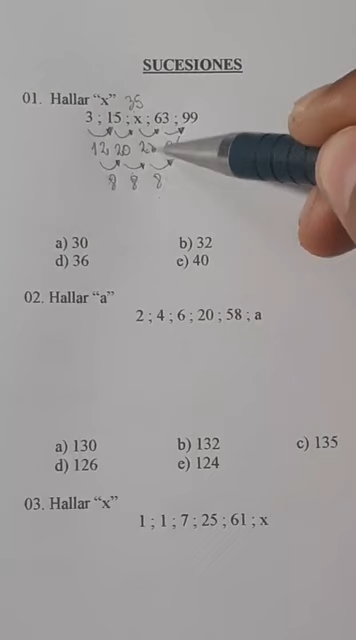 SUCESIONES
01. Hallar "x" 35
3 ; 15 ; x ; 63 ; 99
12 20
8 8 8
a) 30 b) 32
d) 36 e) 40
02. Hallar "a"
2 ; 4 ; 6 ; 20 ; 58 ; a
a) 130 b) 132 c) 135
d) 126 e) 124
03. Hallar "x"
1 ; 1 ; 7 ; 25 ; 61 ; x